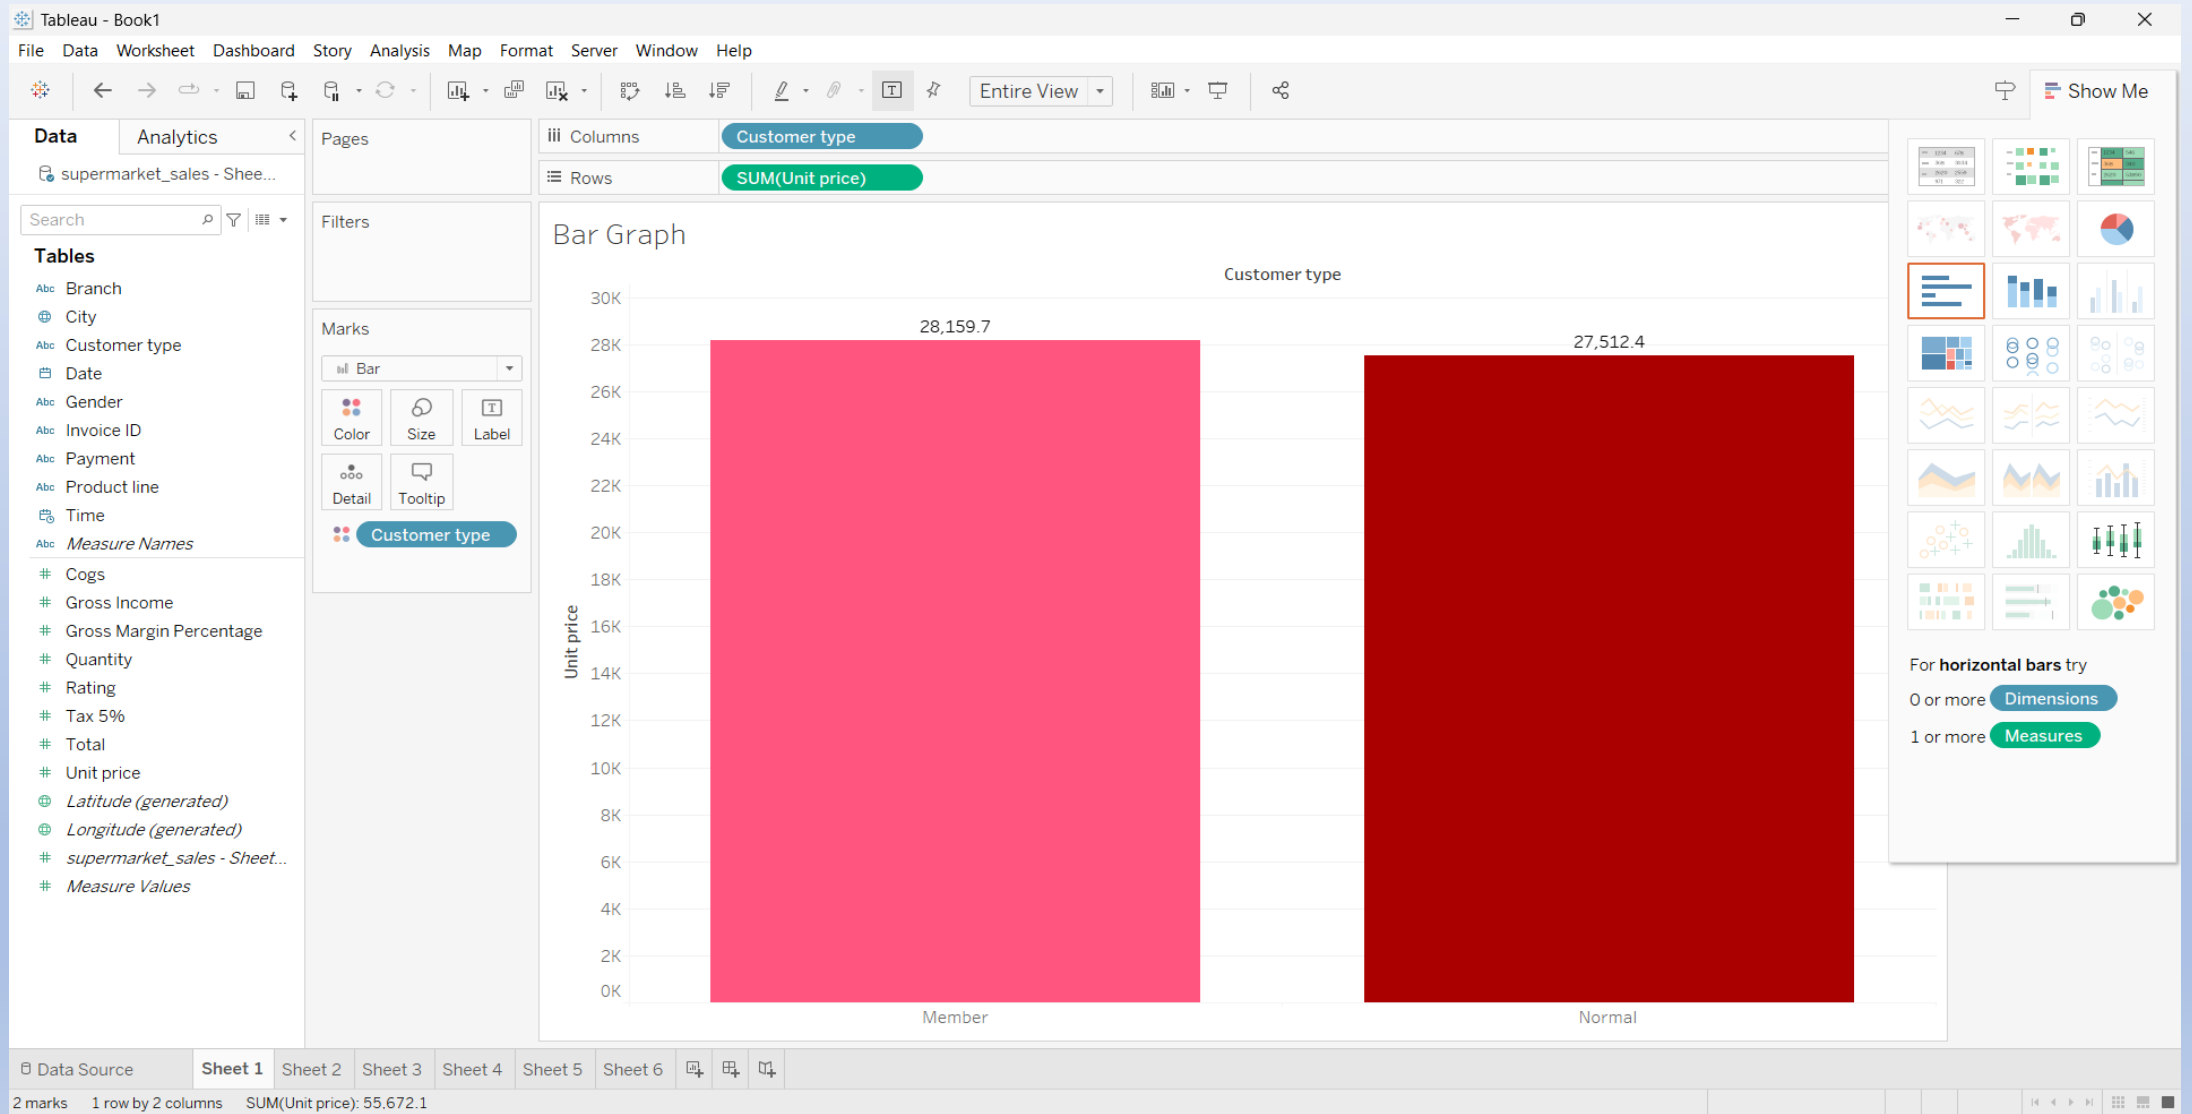 Tableau - Book1
File Data Worksheet Dashboard Story Analysis Map Format Server Window Help
Entire View
Show Me
Data
Analytics
supermarket_sales - Shee...
Search
Tables
Abc Branch
City
Abc Customer type
Date
Abc Gender
Abc Invoice ID
Abc Payment
Abc Product line
Time
Abc Measure Names
# Cogs
# Gross Income
# Gross Margin Percentage
# Quantity
# Rating
# Tax 5%
# Total
# Unit price
Latitude (generated)
Longitude (generated)
# supermarket_sales - Sheet...
# Measure Values
Pages
Filters
Marks
Bar
Color Size Label
Detail Tooltip
Customer type
Columns Customer type
Rows SUM(Unit price)
Bar Graph
Customer type
Unit price
30K
28K
26K
24K
22K
20K
18K
16K
14K
12K
10K
8K
6K
4K
2K
0K
28,159.7
27,512.4
Member
Normal
For horizontal bars try
0 or more Dimensions
1 or more Measures
Data Source Sheet 1 Sheet 2 Sheet 3 Sheet 4 Sheet 5 Sheet 6
2 marks 1 row by 2 columns SUM(Unit price): 55,672.1